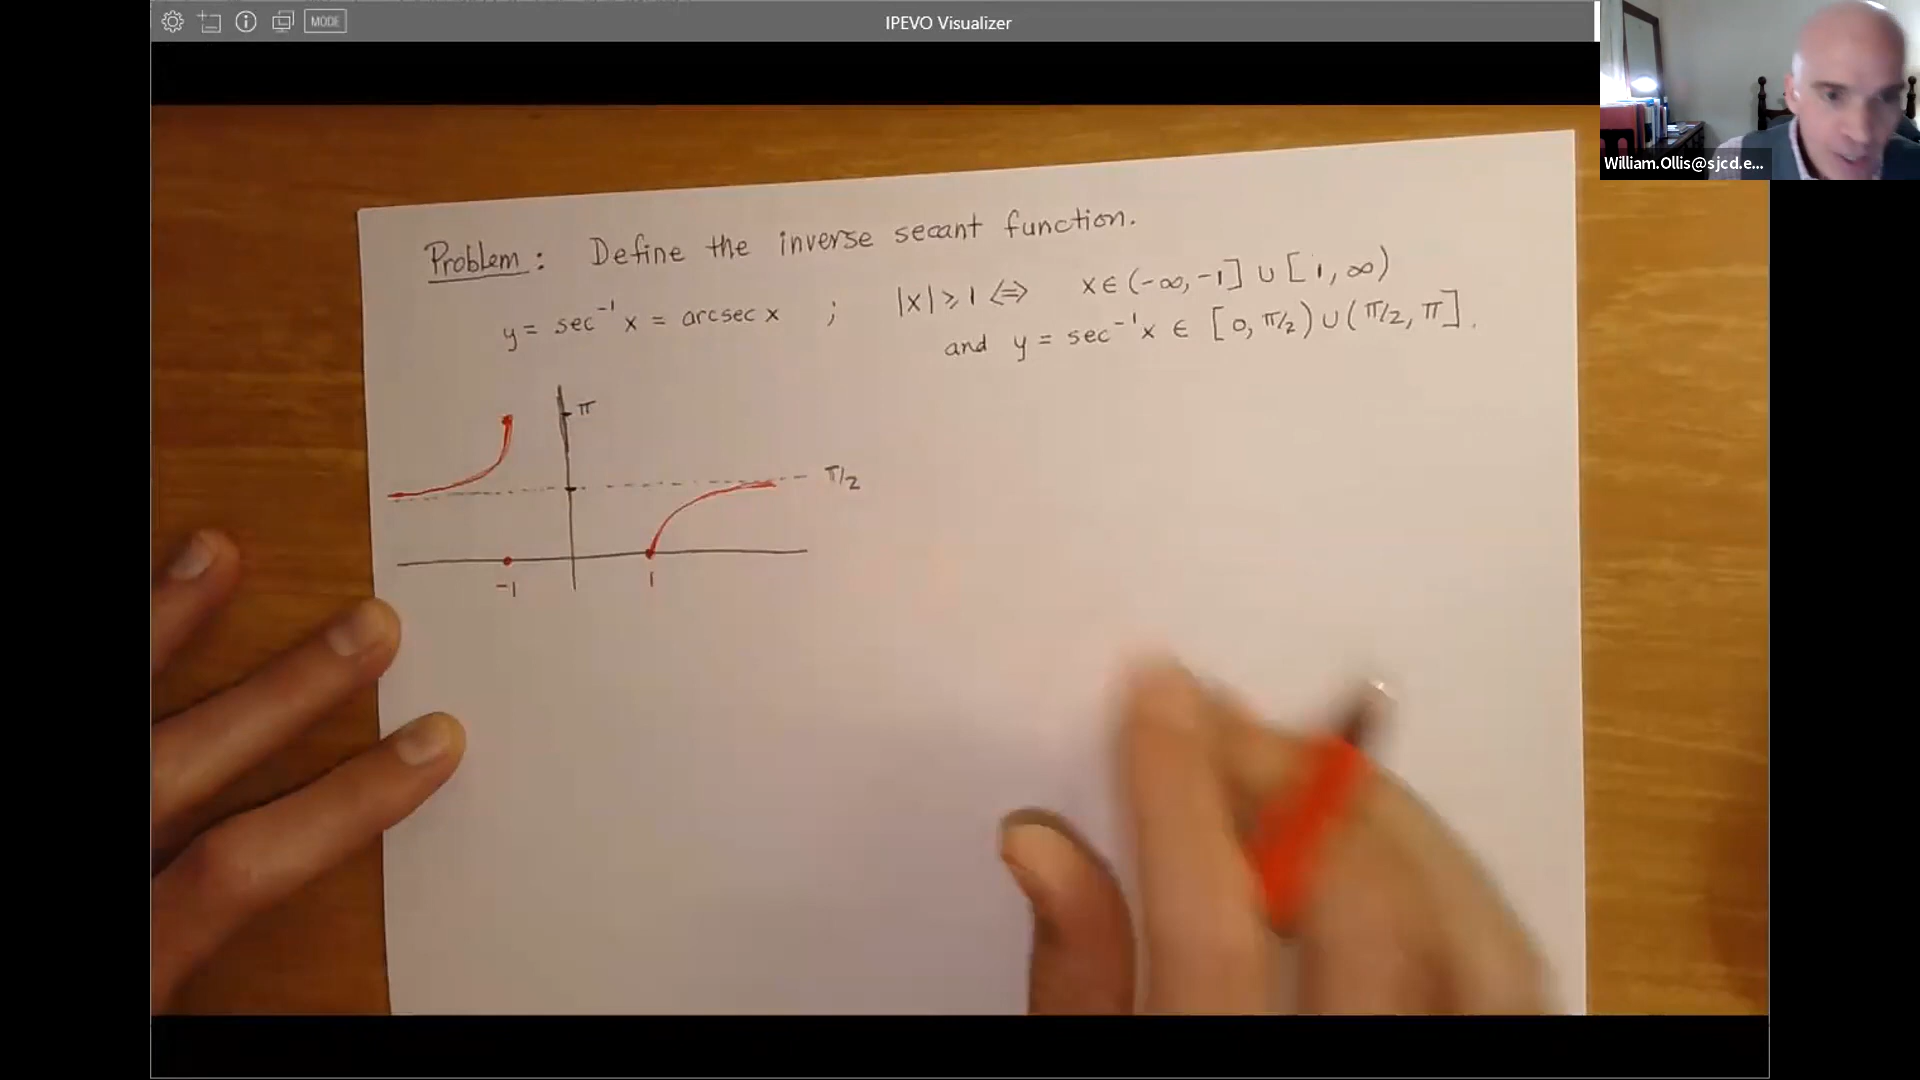 MODE
IPEVO Visualizer
William.Ollis@sjcd.e...
Problem: Define the inverse secant function.
y = sec⁻¹ x = arcsec x ; |x| ⩾ 1 ⇔ x ∈ (-∞, -1] ∪ [1, ∞)
and y = sec⁻¹x ∈ [0, π/2) ∪ (π/2, π].
π
π/2
-1 1